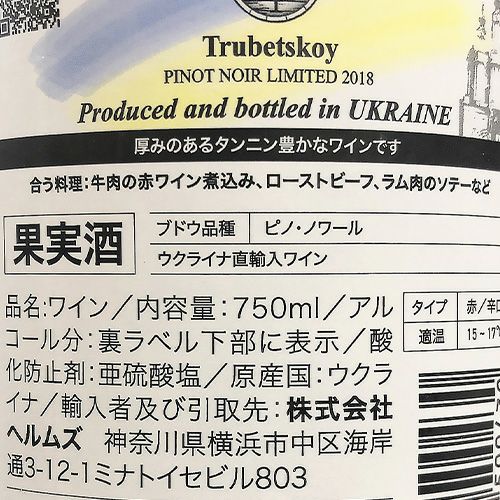 Trubetskoy
PINOT NOIR LIMITED 2018
Produced and bottled in UKRAINE
厚みのあるタンニン豊かなワインです
合う料理:牛肉の赤ワイン煮込み、ローストビーフ、ラム肉のソテーなど
果実酒
ブドウ品種 ピノ・ノワール
ウクライナ直輸入ワイン
品名:ワイン/内容量:750ml/アル
コール分:裏ラベル下部に表示/酸
化防止剤:亜硫酸塩/原産国:ウクラ
イナ/輸入者及び引取先:株式会社
ヘルムズ 神奈川県横浜市中区海岸
通3-12-1ミナトイセビル803
タイプ 赤/辛口
適温 15~17℃